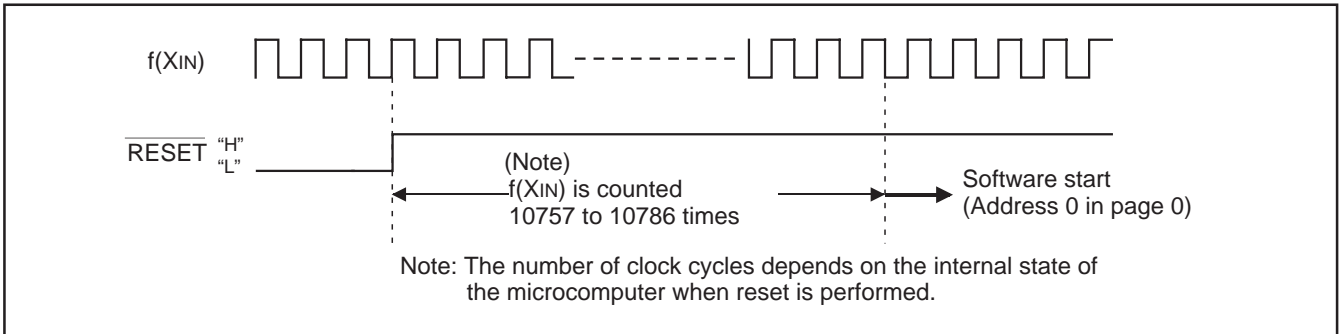 f(XIN)
RESET "H"
"L"
(Note)
f(XIN) is counted
10757 to 10786 times
Software start
(Address 0 in page 0)
Note: The number of clock cycles depends on the internal state of
the microcomputer when reset is performed.